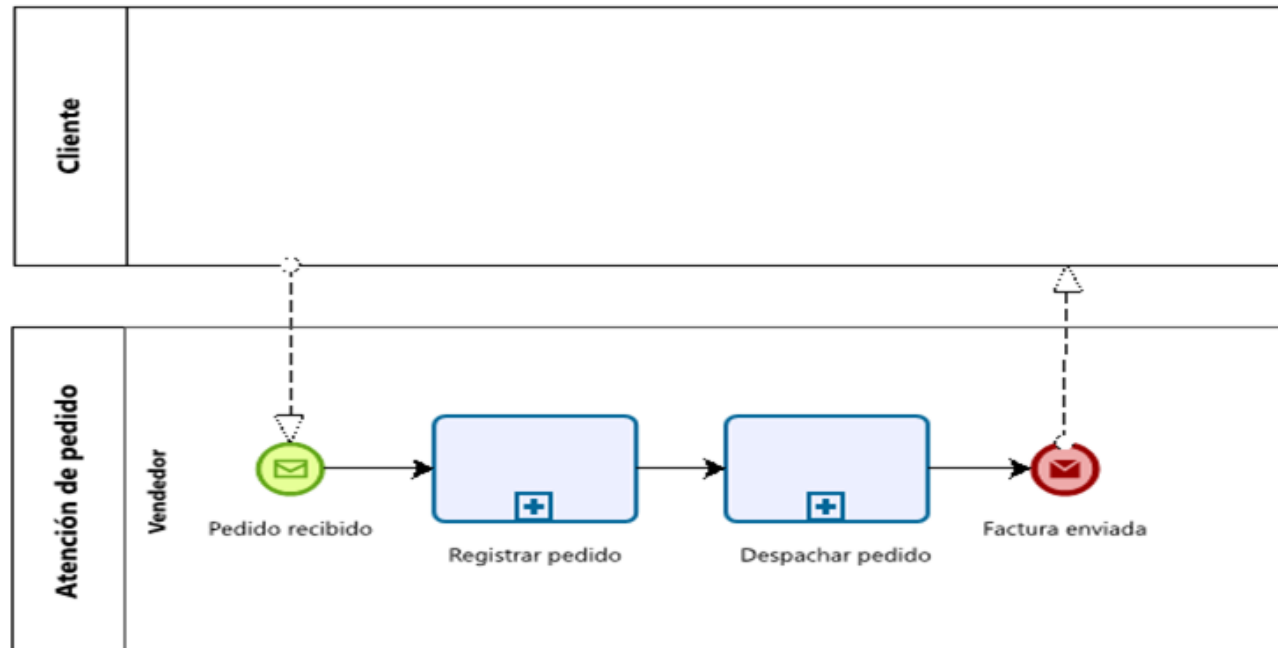 Cliente
Atención de pedido
Vendedor
Pedido recibido
Registrar pedido
Despachar pedido
Factura enviada